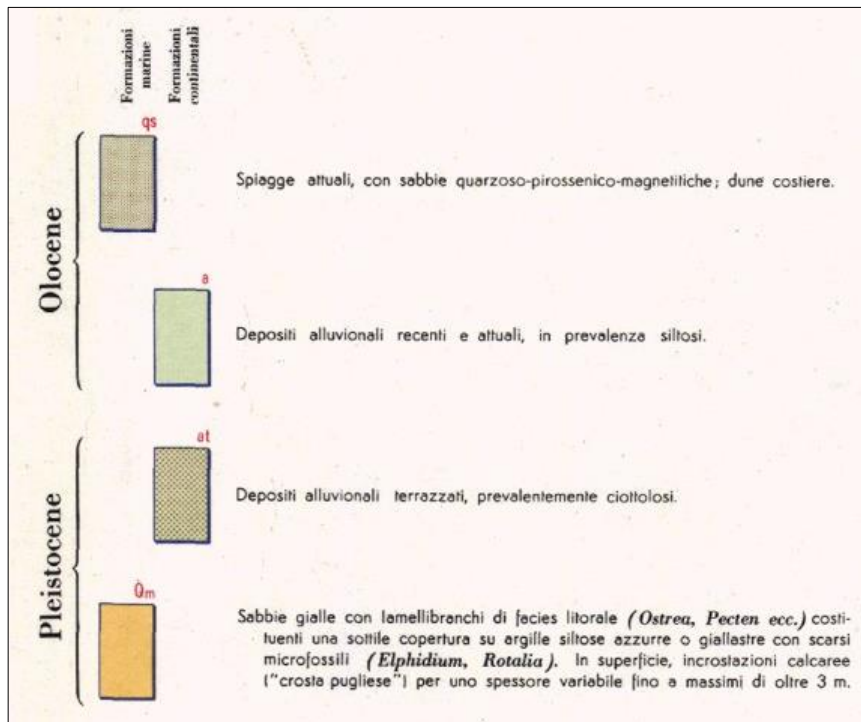 Formazioni
marine
Formazioni
continentali
Olocene
qs
Spiagge attuali, con sabbie quarzoso-pirossenico-magnetitiche; dune costiere.
a
Depositi alluvionali recenti e attuali, in prevalenza siltosi.
Pleistocene
at
Depositi alluvionali terrazzati, prevalentemente ciottolosi.
Qm
Sabbie gialle con lamellibranchi di facies litorale (Ostrea, Pecten ecc.) costi-
tuenti una sottile copertura su argille siltose azzurre o giallastre con scarsi
microfossili (Elphidium, Rotalia). In superficie, incrostazioni calcaree
("crosta pugliese") per uno spessore variabile fino a massimi di oltre 3 m.